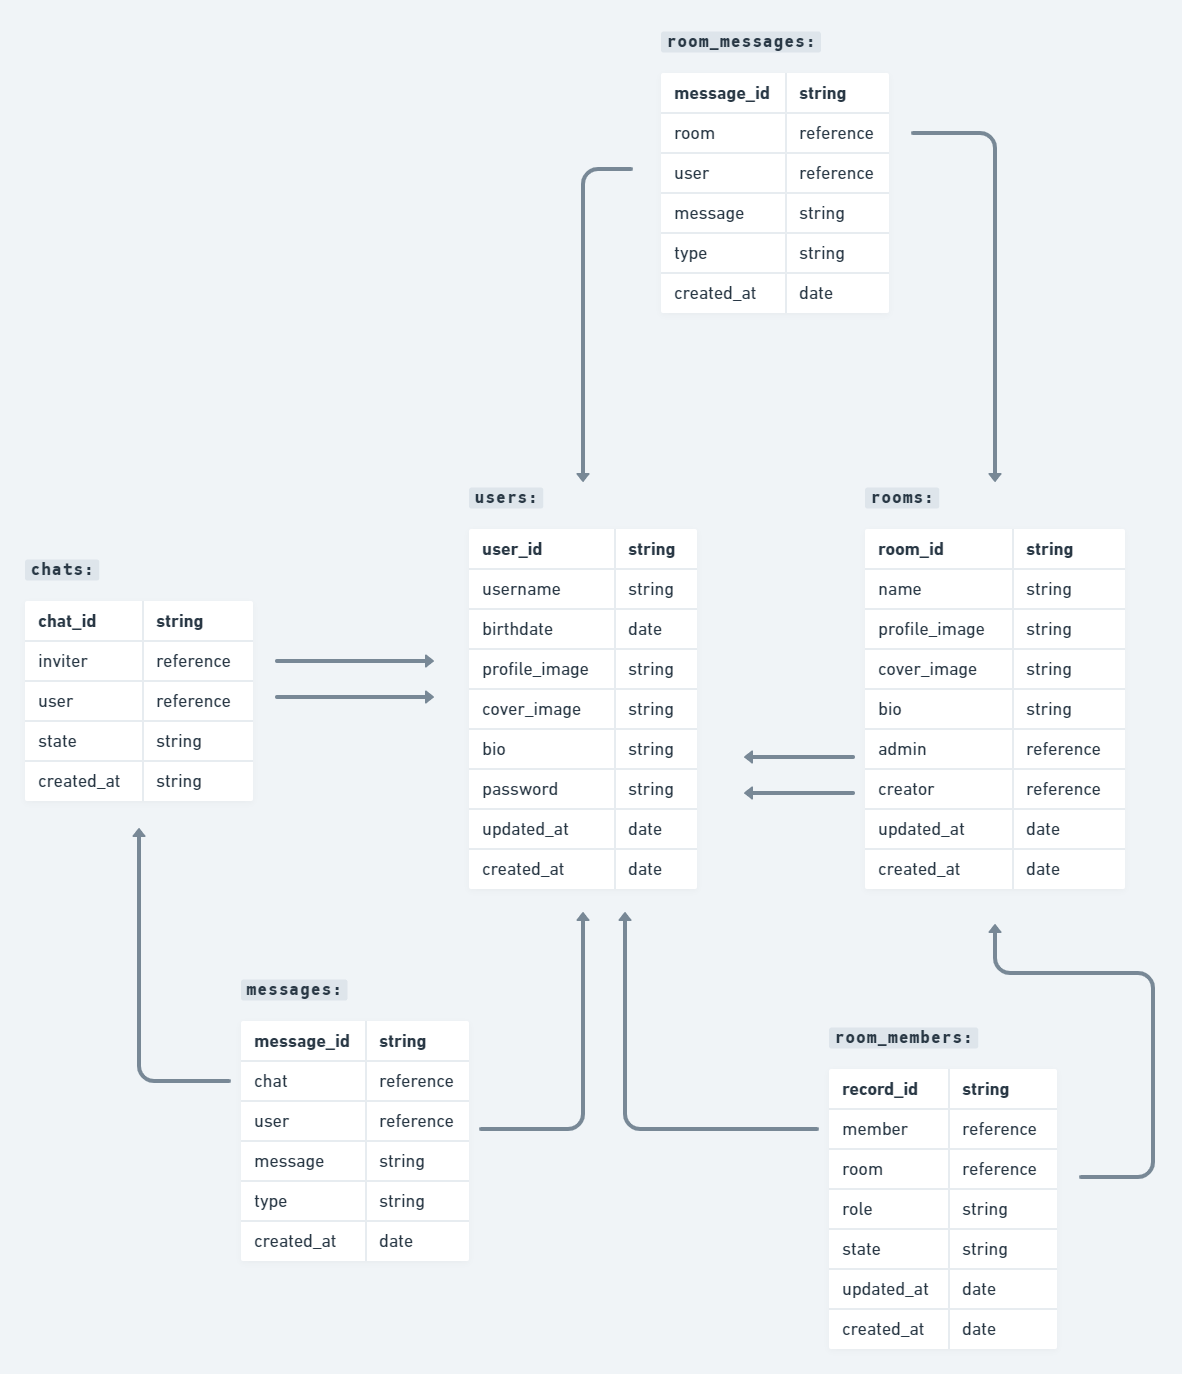 room_messages:
message_id string
room reference
user reference
message string
type string
created_at date
users:
user_id string
username string
birthdate date
profile_image string
cover_image string
bio string
password string
updated_at date
created_at date
rooms:
room_id string
name string
profile_image string
cover_image string
bio string
admin reference
creator reference
updated_at date
created_at date
chats:
chat_id string
inviter reference
user reference
state string
created_at string
messages:
message_id string
chat reference
user reference
message string
type string
created_at date
room_members:
record_id string
member reference
room reference
role string
state string
updated_at date
created_at date